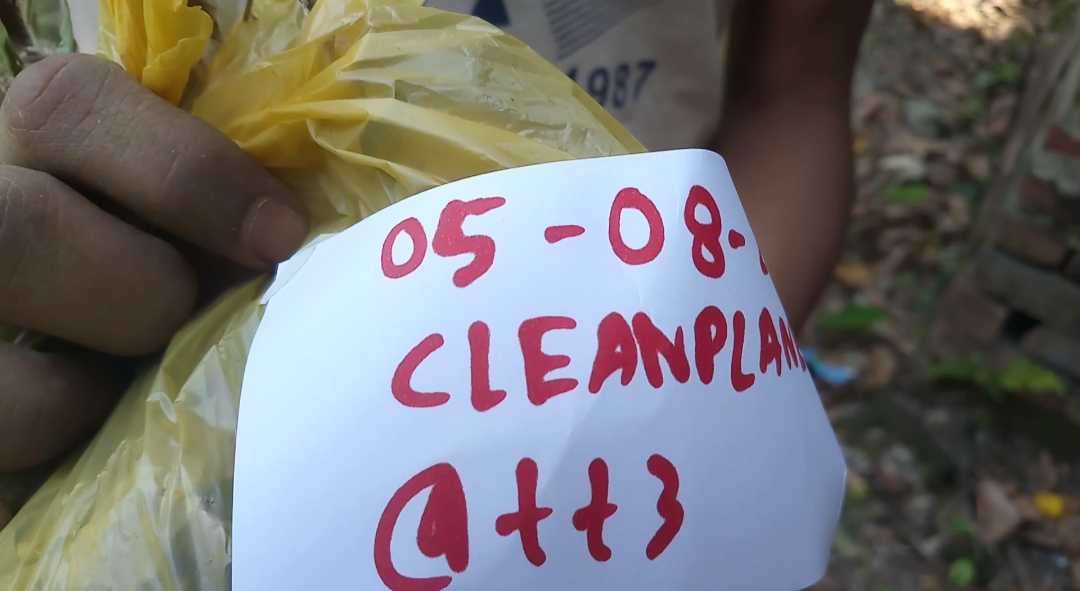 1987
05-08-
CLEANPLAN
@tt3